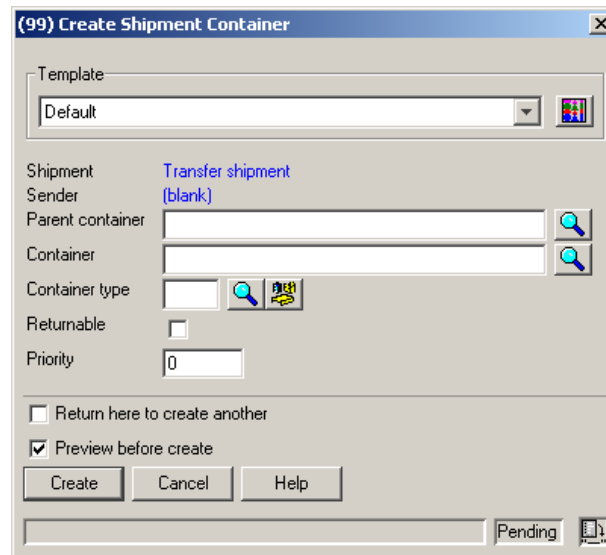 (99) Create Shipment Container
Template
Default
Shipment Transfer shipment
Sender (blank)
Parent container
Container
Container type
Returnable
Priority 0
Return here to create another
Preview before create
Create Cancel Help
Pending